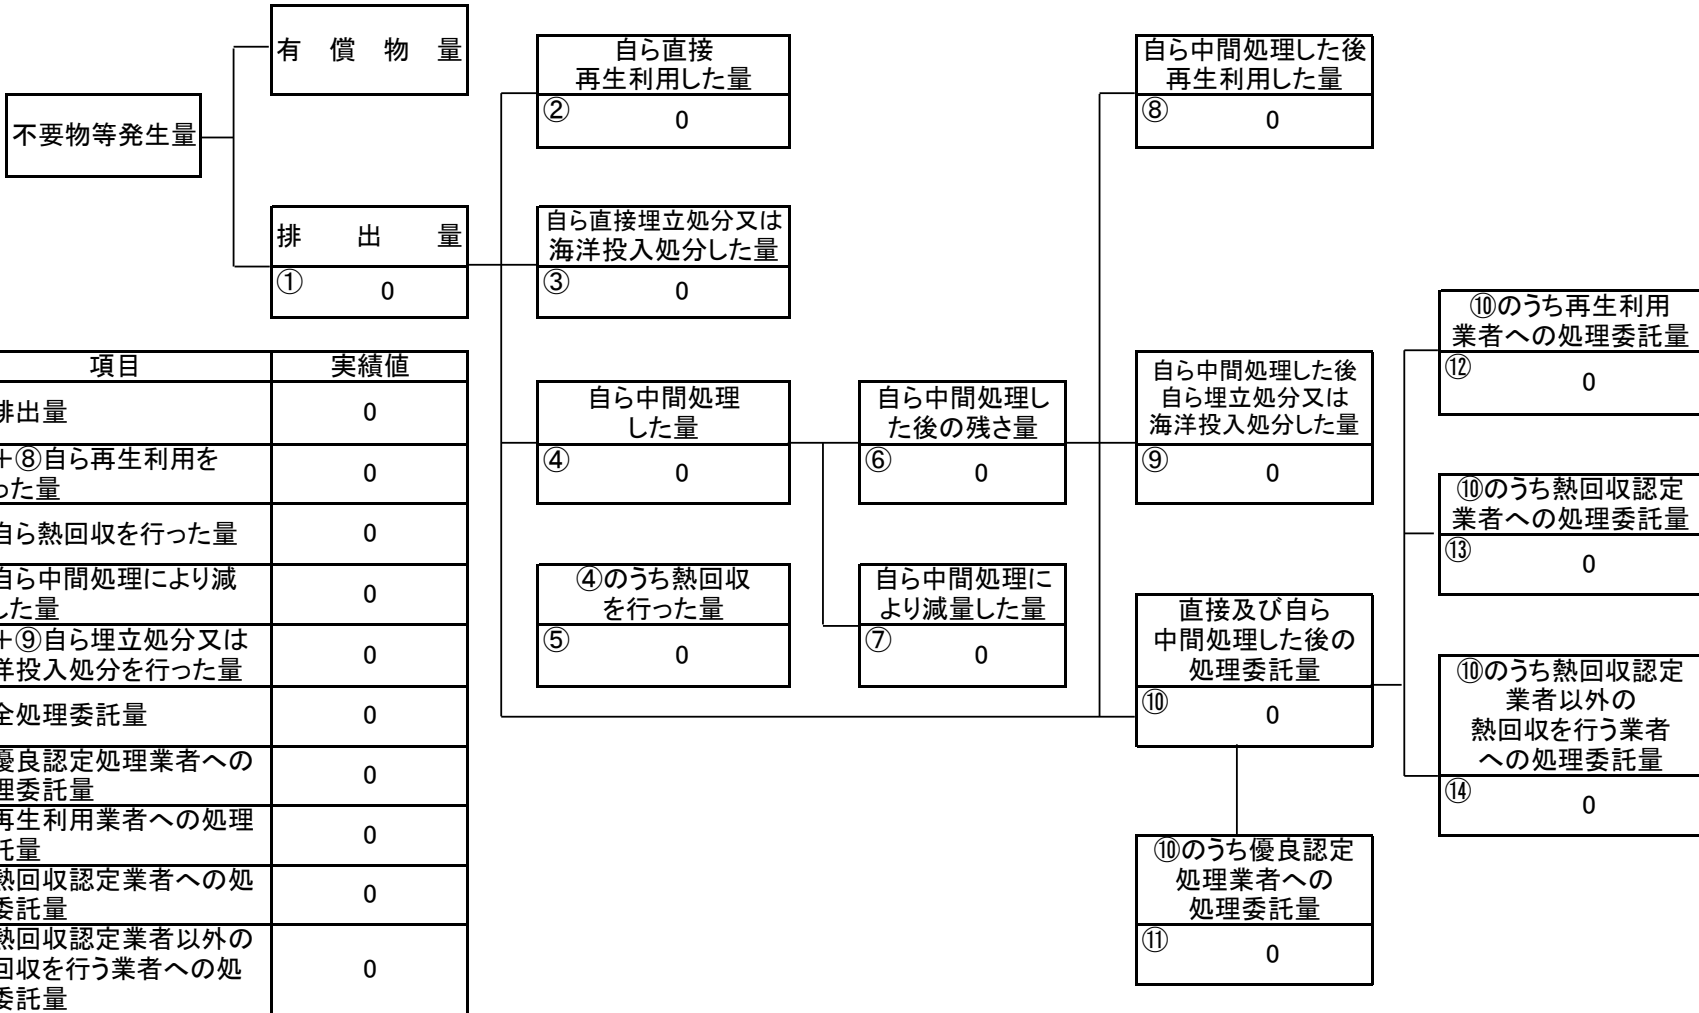 有償物量
不要物等発生量
排出量
① 0
自ら直接
再生利用した量
② 0
自ら直接埋立処分又は
海洋投入処分した量
③ 0
自ら中間処理
した量
④ 0
④のうち熱回収
を行った量
⑤ 0
自ら中間処理し
た後の残さ量
⑥ 0
自ら中間処理に
より減量した量
⑦ 0
自ら中間処理した後
再生利用した量
⑧ 0
自ら中間処理した後
自ら埋立処分又は
海洋投入処分した量
⑨ 0
直接及び自ら
中間処理した後の
処理委託量
⑩ 0
⑩のうち優良認定
処理業者への
処理委託量
⑪ 0
⑩のうち再生利用
業者への処理委託量
⑫ 0
⑩のうち熱回収認定
業者への処理委託量
⑬ 0
⑩のうち熱回収認定
業者以外の
熱回収を行う業者
への処理委託量
⑭ 0
項目 実績値
排出量 0
+⑧自ら再生利用を
った量 0
自ら熱回収を行った量 0
自ら中間処理により減
した量 0
+⑨自ら埋立処分又は
洋投入処分を行った量 0
全処理委託量 0
優良認定処理業者への
理委託量 0
再生利用業者への処理
託量 0
熱回収認定業者への処
委託量 0
熱回収認定業者以外の
回収を行う業者への処
委託量 0